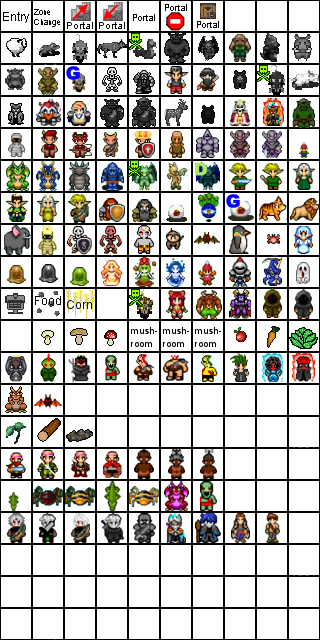 Entry
Zone
Change
Portal
Portal
Portal
Portal
Portal
G
D
G
Food
Corn
mush-
room
mush-
room
mush-
room